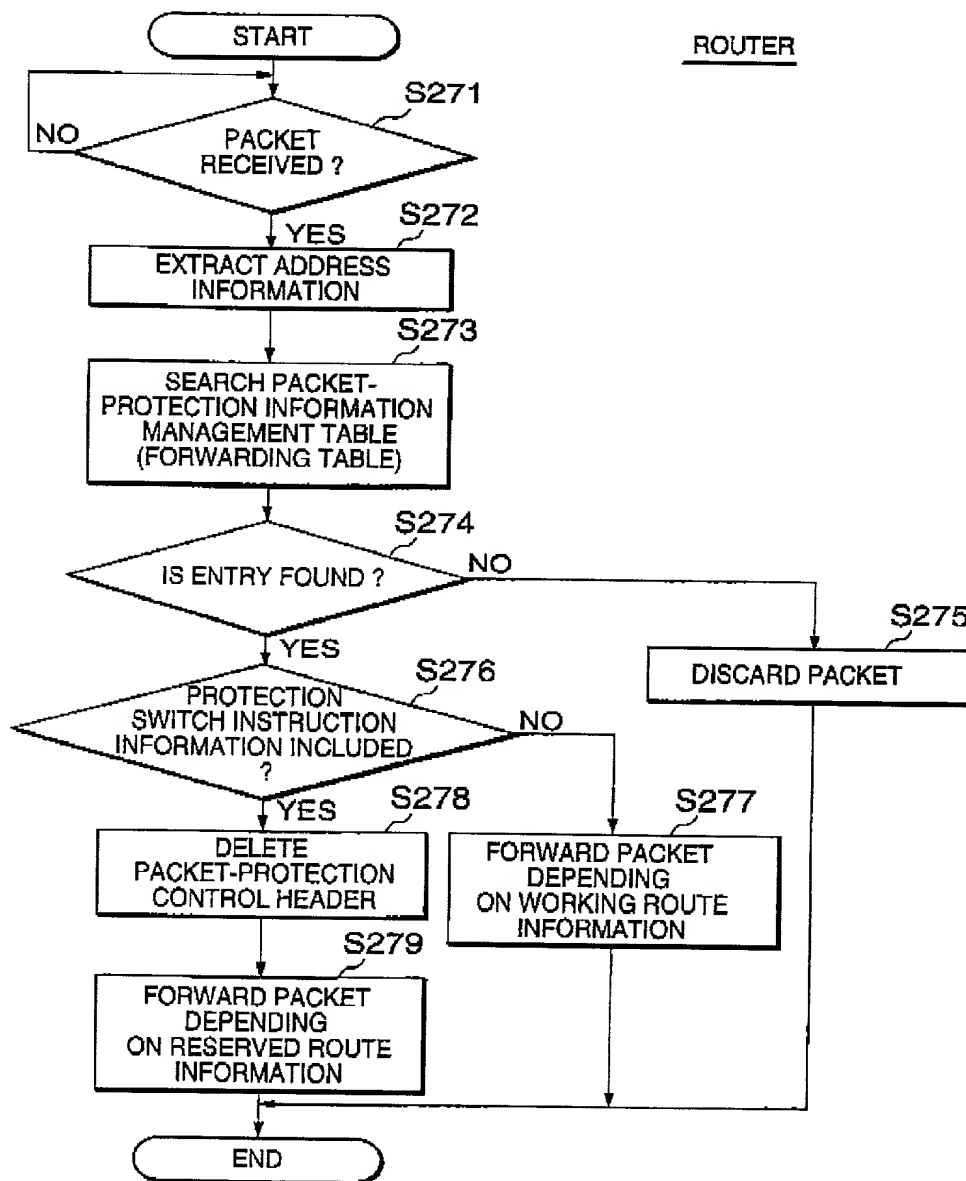 START
ROUTER
S271
NO
PACKET
RECEIVED ?
YES
S272
EXTRACT ADDRESS
INFORMATION
S273
SEARCH PACKET-
PROTECTION INFORMATION
MANAGEMENT TABLE
(FORWARDING TABLE)
S274
IS ENTRY FOUND ?
NO
YES
S275
DISCARD PACKET
S276
PROTECTION
SWITCH INSTRUCTION
INFORMATION INCLUDED
?
NO
YES
S278
DELETE
PACKET-PROTECTION
CONTROL HEADER
S277
FORWARD PACKET
DEPENDING
ON WORKING ROUTE
INFORMATION
S279
FORWARD PACKET
DEPENDING
ON RESERVED ROUTE
INFORMATION
END